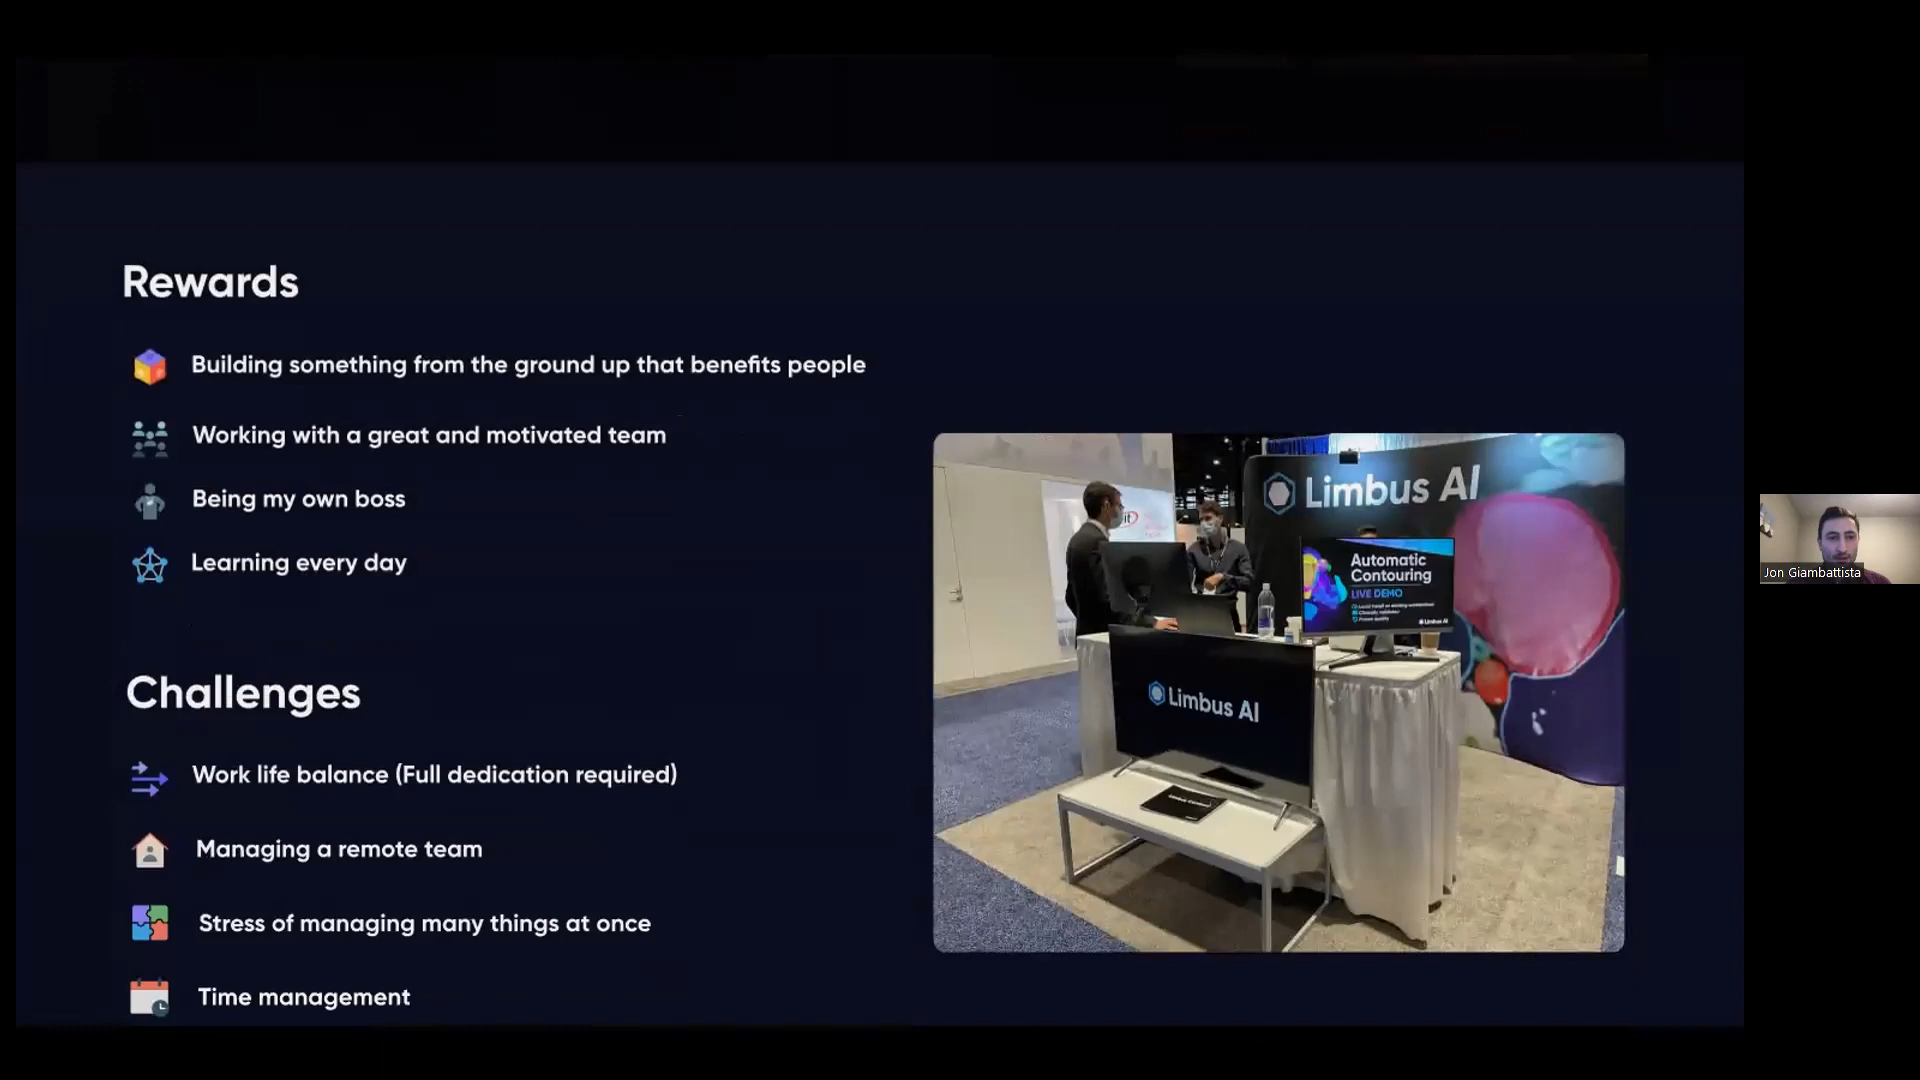 Rewards
Building something from the ground up that benefits people
Working with a great and motivated team
Being my own boss
Learning every day
Challenges
Work life balance (Full dedication required)
Managing a remote team
Stress of managing many things at once
Time management
Limbus AI
Automatic
Contouring
LIVE DEMO
Limbus AI
Limbus AI
Jon Giambattista